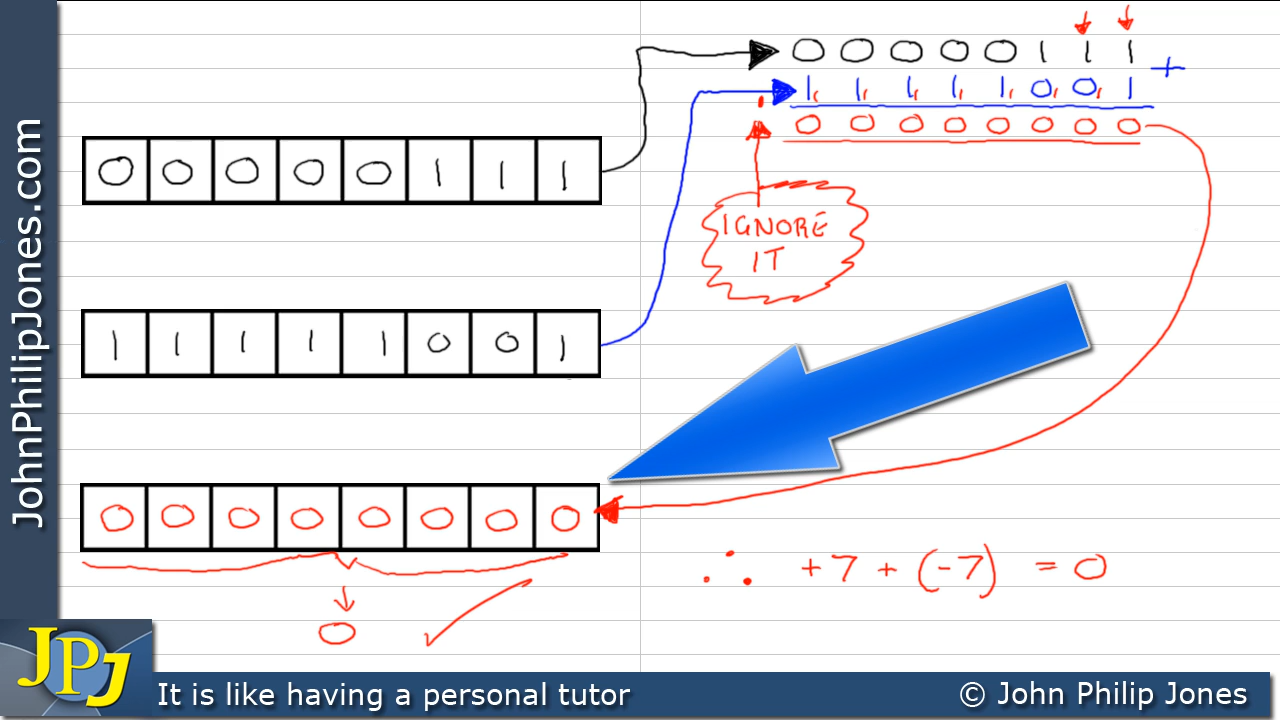 JohnPhilipJones.com
0 0 0 0 0 1 1 1
1 1 1 1 1 0 0 1 +
0 0 0 0 0 0 0 0
0 0 0 0 0 1 1 1
IGNORE
IT
1 1 1 1 1 0 0 1
0 0 0 0 0 0 0 0
∴ +7 + (-7) = 0
0
JPJ
It is like having a personal tutor
© John Philip Jones